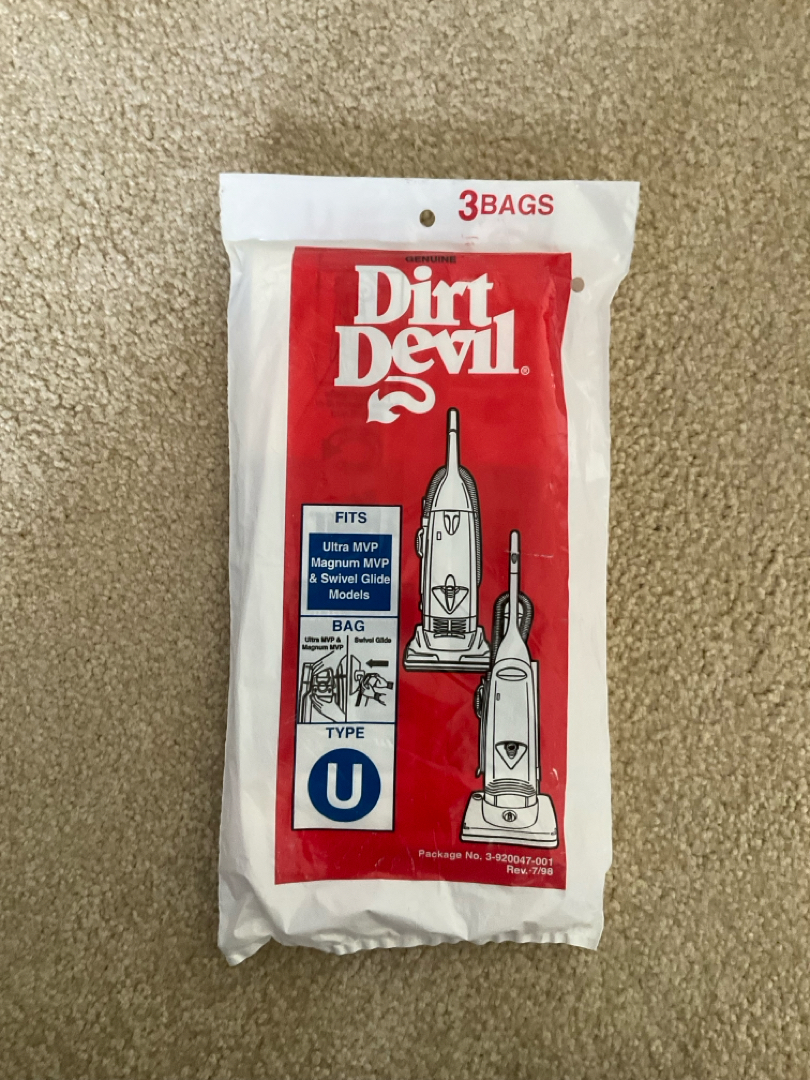 3BAGS
GENUINE
Dirt
Devil®
FITS
Ultra MVP
Magnum MVP
& Swivel Glide
Models
BAG
Ultra MVP &
Magnum MVP
Swivel Glide
TYPE
U
Package No. 3-920047-001
Rev. 7/98